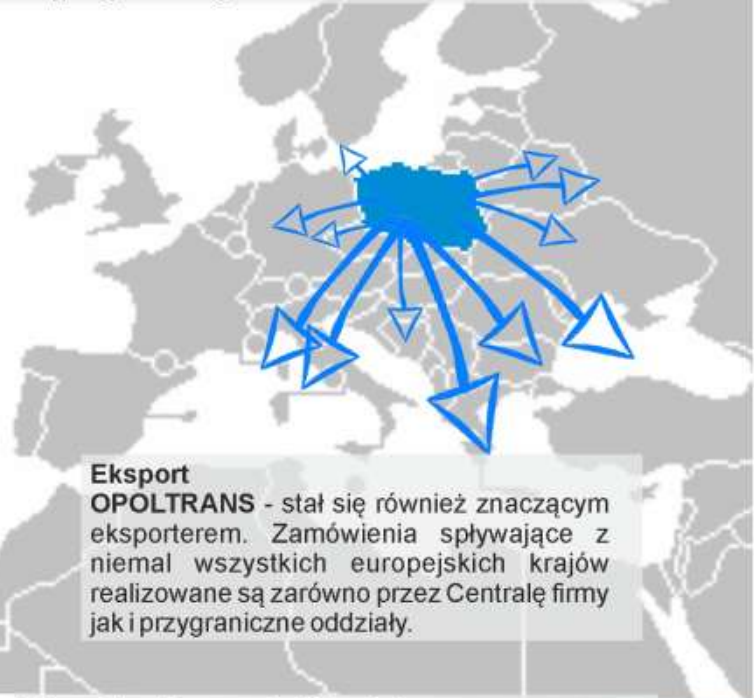 Eksport
OPOLTRANS - stał się również znaczącym
eksporterem. Zamówienia spływające z
niemal wszystkich europejskich krajów
realizowane są zarówno przez Centralę firmy
jak i przygraniczne oddziały.